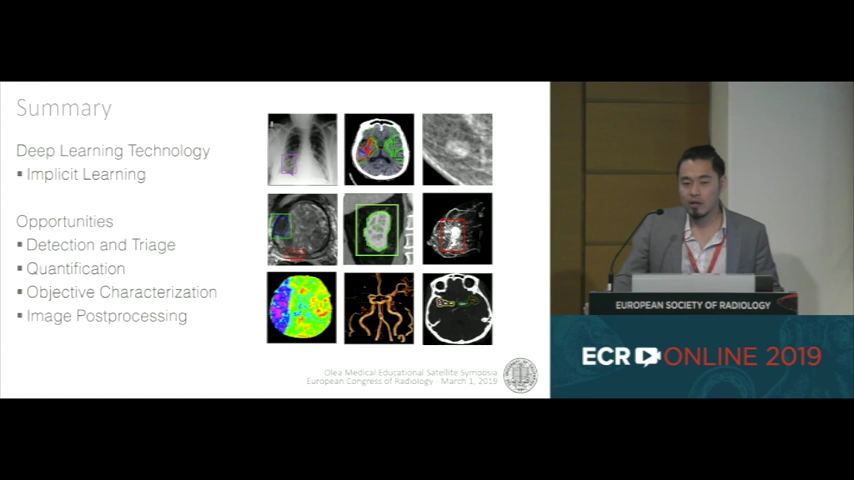 Summary
Deep Learning Technology
▪ Implicit Learning
Opportunities
▪ Detection and Triage
▪ Quantification
▪ Objective Characterization
▪ Image Postprocessing
Olea Medical Educational Satellite Symposia
European Congress of Radiology - March 1, 2019
EUROPEAN SOCIETY OF RADIOLOGY
ECR ONLINE 2019